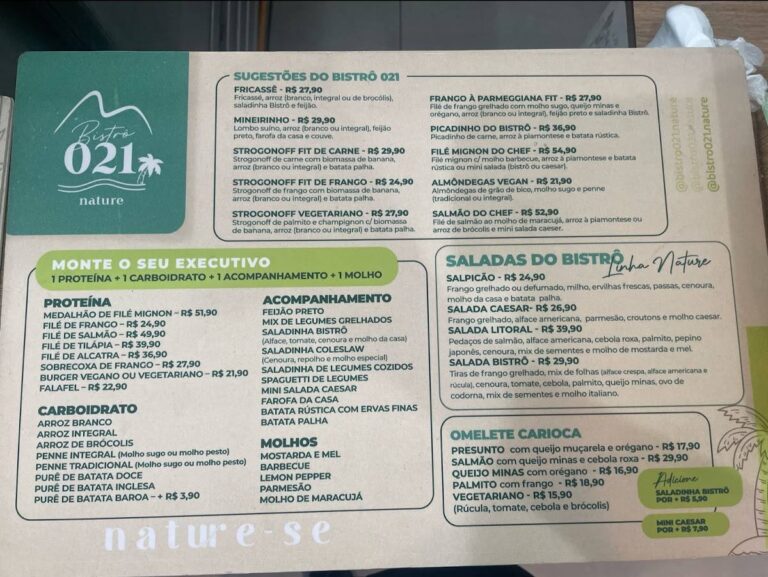 Bistrô
021
nature
SUGESTÕES DO BISTRÔ 021
FRICASSÊ - R$ 27,90
Fricassé, arroz (branco, integral ou de brocólis),
saladinha Bistrô e feijão.
MINEIRINHO - R$ 29,90
Lombo suíno, arroz (branco ou integral), feijão
preto, farofa da casa e couve.
STROGONOFF FIT DE CARNE - R$ 29,90
Strogonoff de carne com biomassa de banana,
arroz (branco ou integral) e batata palha.
STROGONOFF FIT DE FRANGO - R$ 24,90
Strogonoff de frango com biomassa de banana,
arroz (branco ou integral) e batata palha.
STROGONOFF VEGETARIANO - R$ 27,90
Strogonoff de palmito e champignon c/ biomassa
de banana, arroz (branco ou integral) e batata palha.
FRANGO À PARMEGGIANA FIT - R$ 27,90
Filé de frango grelhado com molho sugo, queijo minas e
orégano, arroz (branco ou integral), feijão preto e saladinha Bistrô.
PICADINHO DO BISTRÔ - R$ 36,90
Picadinho de carne, arroz à piamontese e batata rústica.
FILÉ MIGNON DO CHEF - R$ 54,90
Filé mignon c/ molho barbecue, arroz à piamontese e batata
rústica ou mini salada (bistrô ou caesar).
ALMÔNDEGAS VEGAN - R$ 21,90
Almôndegas de grão de bico, molho sugo e penne
(tradicional ou integral).
SALMÃO DO CHEF - R$ 52,90
Filé de salmão ao molho de maracujá, arroz à piamontese ou
arroz de brócolis e mini salada caeser.
@bistro021nature
@bistro021nature
@bistro021nature
MONTE O SEU EXECUTIVO
1 PROTEÍNA + 1 CARBOIDRATO + 1 ACOMPANHAMENTO + 1 MOLHO
PROTEÍNA
MEDALHÃO DE FILÉ MIGNON – R$ 51,90
FILÉ DE FRANGO – R$ 24,90
FILÉ DE SALMÃO – R$ 49,90
FILÉ DE TILÁPIA – R$ 39,90
FILÉ DE ALCATRA – R$ 36,90
SOBRECOXA DE FRANGO – R$ 27,90
BURGER VEGANO OU VEGETARIANO – R$ 21,90
FALAFEL – R$ 22,90
CARBOIDRATO
ARROZ BRANCO
ARROZ INTEGRAL
ARROZ DE BRÓCOLIS
PENNE INTEGRAL (Molho sugo ou molho pesto)
PENNE TRADICIONAL (Molho sugo ou molho pesto)
PURÊ DE BATATA DOCE
PURÊ DE BATATA INGLESA
PURÊ DE BATATA BAROA – + R$ 3,90
ACOMPANHAMENTO
FEIJÃO PRETO
MIX DE LEGUMES GRELHADOS
SALADINHA BISTRÔ
(Alface, tomate, cenoura e molho da casa)
SALADINHA COLESLAW
(Cenoura, repolho e molho especial)
SALADINHA DE LEGUMES COZIDOS
SPAGUETTI DE LEGUMES
MINI SALADA CAESAR
FAROFA DA CASA
BATATA RÚSTICA COM ERVAS FINAS
BATATA PALHA
MOLHOS
MOSTARDA E MEL
BARBECUE
LEMON PEPPER
PARMESÃO
MOLHO DE MARACUJÁ
SALADAS DO BISTRÔ
Linha Nature
SALPICÃO - R$ 24,90
Frango grelhado ou defumado, milho, ervilhas frescas, passas, cenoura,
molho da casa e batata palha.
SALADA CAESAR- R$ 26,90
Frango grelhado, alface americana, parmesão, croutons e molho caesar.
SALADA LITORAL - R$ 39,90
Pedaços de salmão, alface americana, cebola roxa, palmito, pepino
japonês, cenoura, mix de sementes e molho de mostarda e mel.
SALADA BISTRÔ - R$ 29,90
Tiras de frango grelhado, mix de folhas (alface crespa, alface americana e
rúcula), cenoura, tomate, cebola, palmito, queijo minas, ovo de
codorna, mix de sementes e molho italiano.
OMELETE CARIOCA
PRESUNTO com queijo muçarela e orégano - R$ 17,90
SALMÃO com queijo minas e cebola roxa - R$ 29,90
QUEIJO MINAS com orégano - R$ 16,90
PALMITO com frango - R$ 18,90
VEGETARIANO - R$ 15,90
(Rúcula, tomate, cebola e brócolis)
Adicione
SALADINHA BISTRÔ
POR + R$ 5,90
MINI CAESAR
POR + R$ 7,90
nature-se